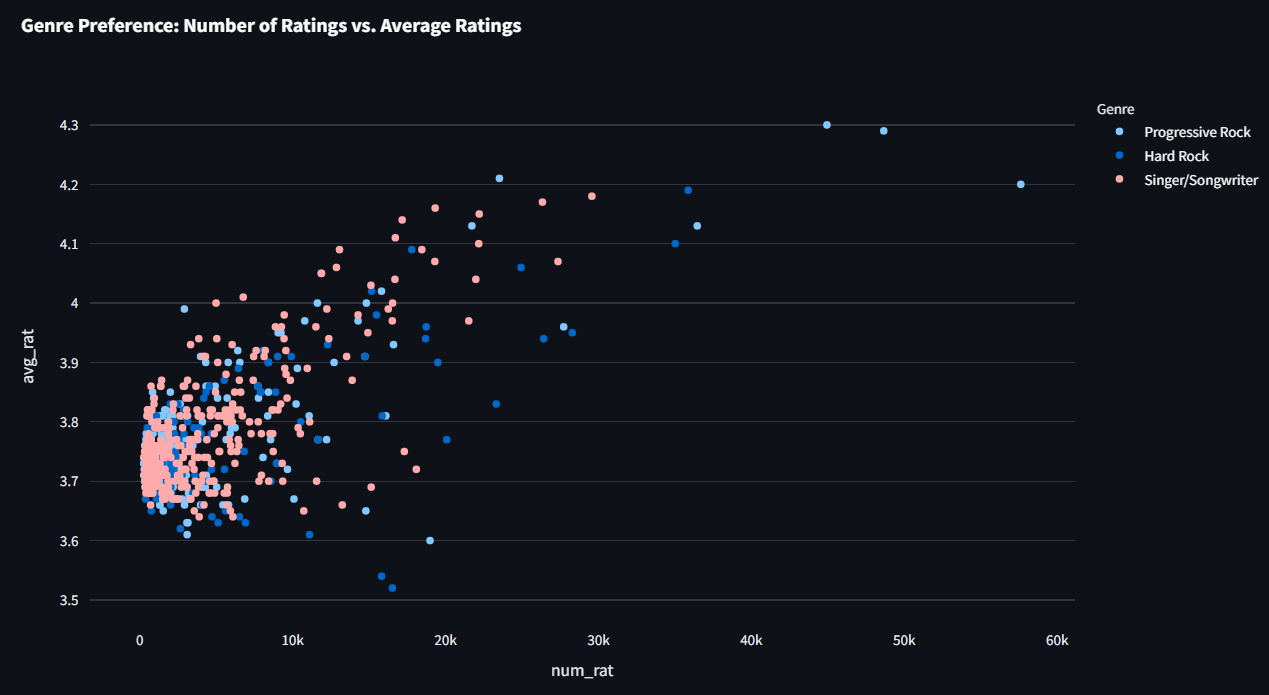 Genre Preference: Number of Ratings vs. Average Ratings
Genre
Progressive Rock
Hard Rock
Singer/Songwriter
4.3
4.2
4.1
4
3.9
3.8
3.7
3.6
3.5
avg_rat
0
10k
20k
30k
40k
50k
60k
num_rat